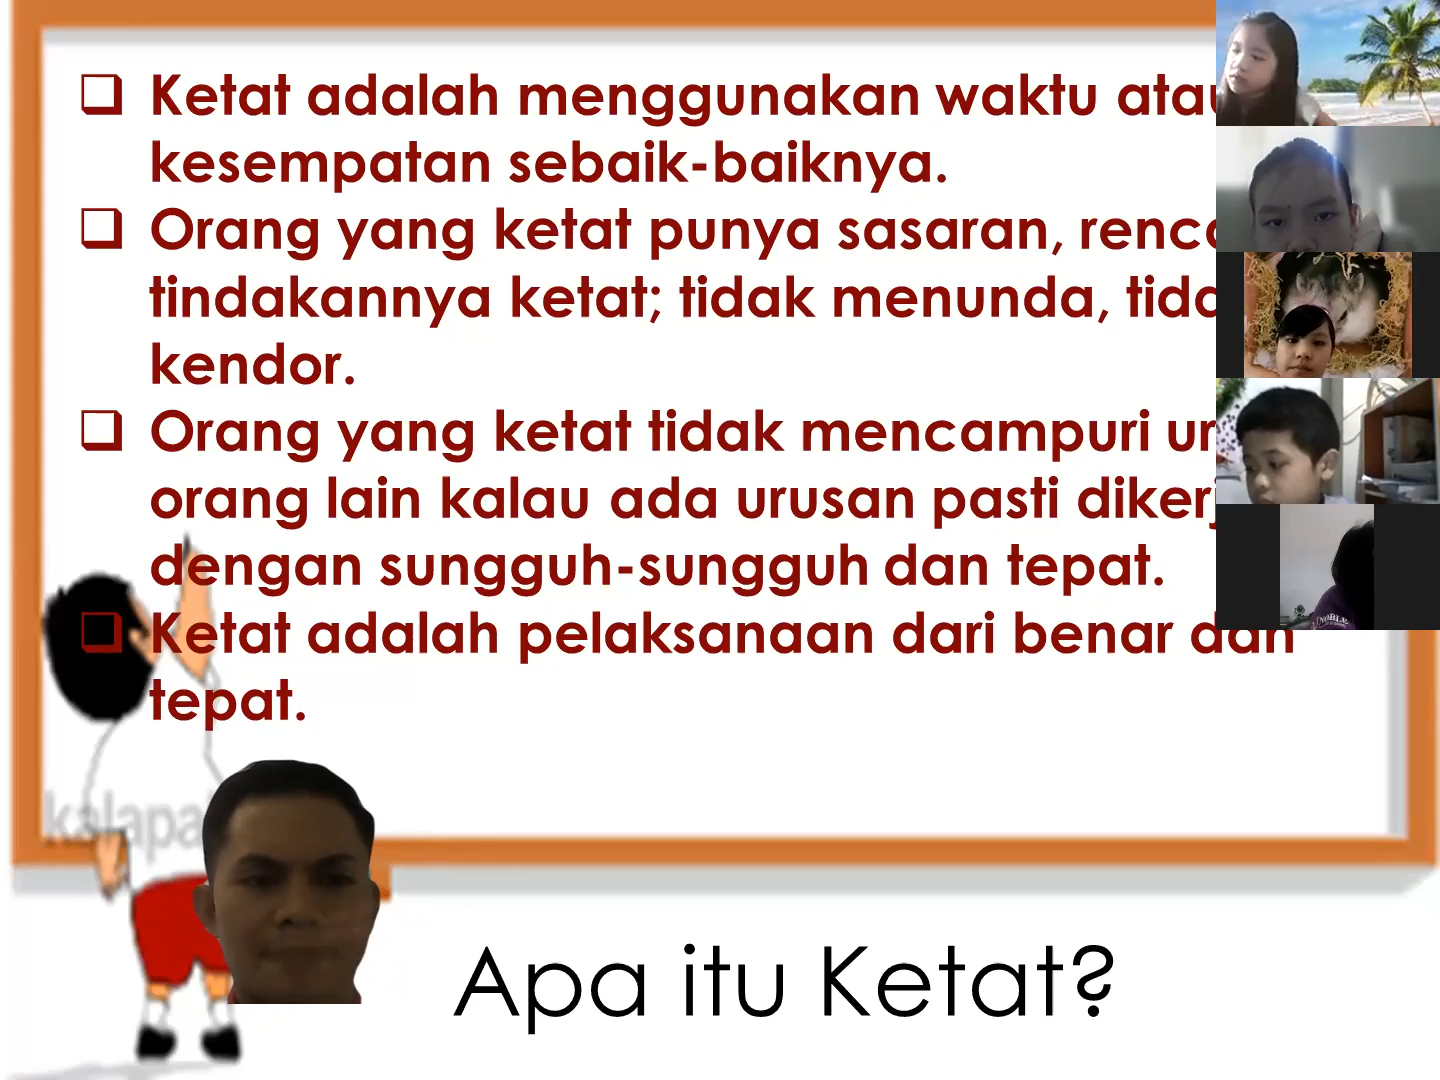 ❑ Ketat adalah menggunakan waktu atau
kesempatan sebaik-baiknya.
❑ Orang yang ketat punya sasaran,
tindakannya ketat; tidak menunda,
kendor.
❑ Orang yang ketat tidak mencampuri
orang lain kalau ada urusan pasti
dengan sungguh-sungguh dan tepat.
❑ Ketat adalah pelaksanaan dari benar dan
tepat.
Apa itu Ketat?